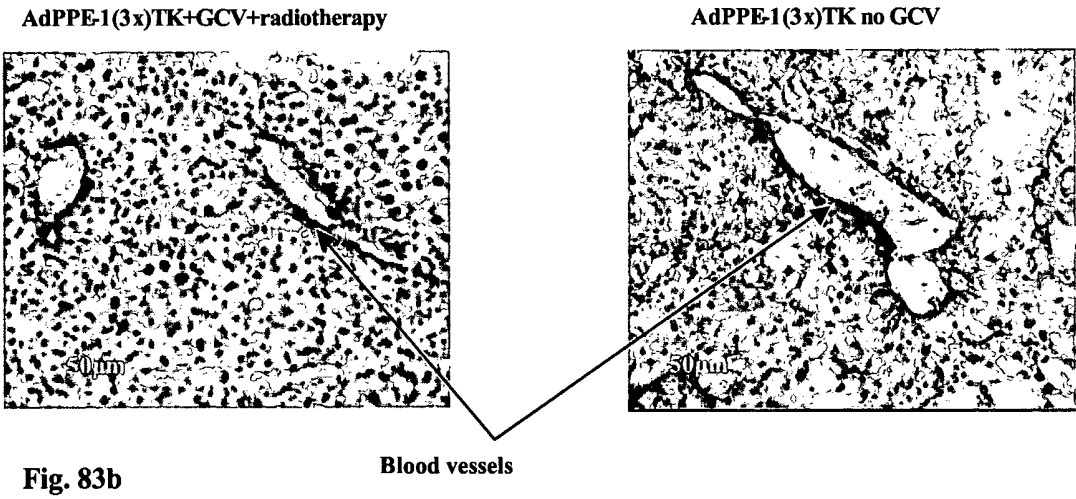 AdPPE-1(3x)TK+GCV+radiotherapy
AdPPE-1(3x)TK no GCV
50µm
50µm
Blood vessels
Fig. 83b